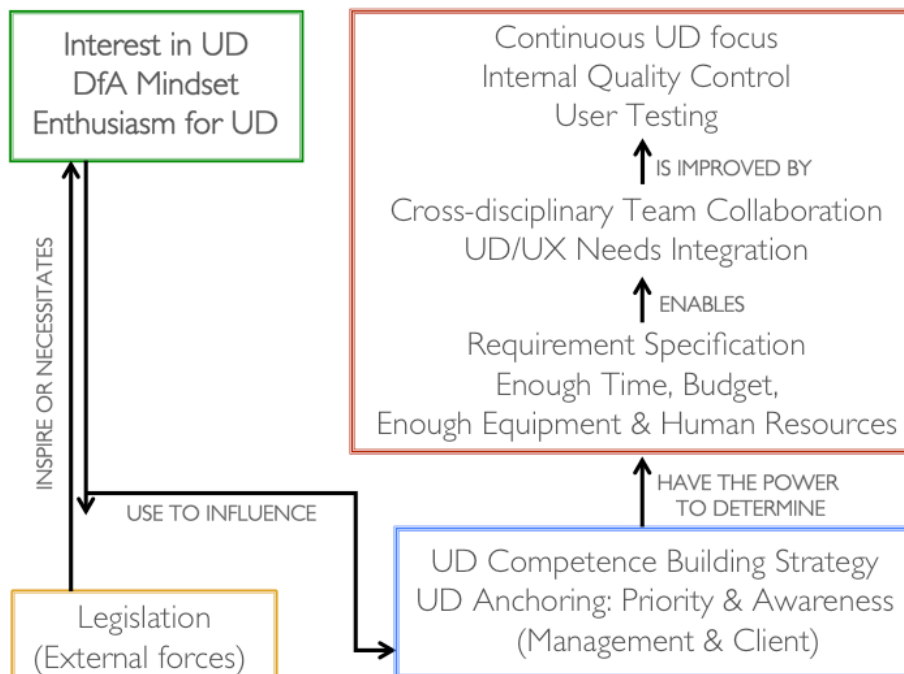 Interest in UD
DfA Mindset
Enthusiasm for UD
Continuous UD focus
Internal Quality Control
User Testing
IS IMPROVED BY
Cross-disciplinary Team Collaboration
UD/UX Needs Integration
ENABLES
Requirement Specification
Enough Time, Budget,
Enough Equipment & Human Resources
INSPIRE OR NECESSITATES
USE TO INFLUENCE
HAVE THE POWER
TO DETERMINE
Legislation
(External forces)
UD Competence Building Strategy
UD Anchoring: Priority & Awareness
(Management & Client)